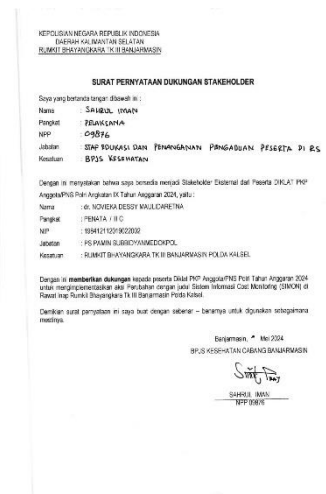 KEPOLISIAN NEGARA REPUBLIK INDONESIA
DAERAH KALIMANTAN SELATAN
RUMKIT BHAYANGKARA TK III BANJARMASIN
SURAT PERNYATAAN DUKUNGAN STAKEHOLDER
Saya yang bertanda tangan dibawah ini :
Nama : SAHRUL IMAN
Pangkat : PELAKSANA
NPP : 09876
Jabatan : STAF EDUKASI DAN PENANGANAN PANGADUAN PESERTA DI RS
Kesatuan : BPJS KESEHATAN
Dengan ini menyatakan bahwa saya bersedia menjadi Stakeholder Eksternal dari Peserta DIKLAT PKP
Anggota/PNS Polri Angkatan IX Tahun Anggaran 2024, yaitu :
Nama : dr. NOVIEKA DESSY MAULIDARETNA
Pangkat : PENATA / III C
NIP : 198412112019022002
Jabatan : PS PAMIN SUBBIDYANMEDOKPOL
Kesatuan : RUMKIT BHAYANGKARA TK III BANJARMASIN POLDA KALSEL
Dengan ini memberikan dukungan kepada peserta Diklat PKP Anggota/PNS Polri Tahun Anggaran 2024
untuk mengimplementasikan aksi Perubahan dengan judul Sistem Informasi Cost Monitoring (SIMON) di
Rawat Inap Rumkit Bhayangkara Tk III Banjarmasin Polda Kalsel.
Demikian surat pernyataan ini saya buat dengan sebenar – benarnya untuk digunakan sebagaimana
mestinya.
Banjarmasin, Mei 2024
BPJS KESEHATAN CABANG BANJARMASIN
SAHRUL IMAN
NPP 09876